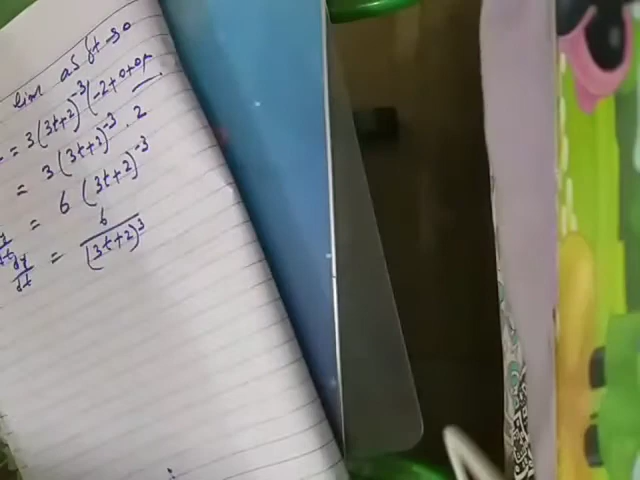 lim as δt→0
= 3(3t+2)⁻³(-2+0+0
= 3(3t+2)⁻³ . 2
= 6 (3t+2)⁻³
dy/dt = 6/(3t+2)³